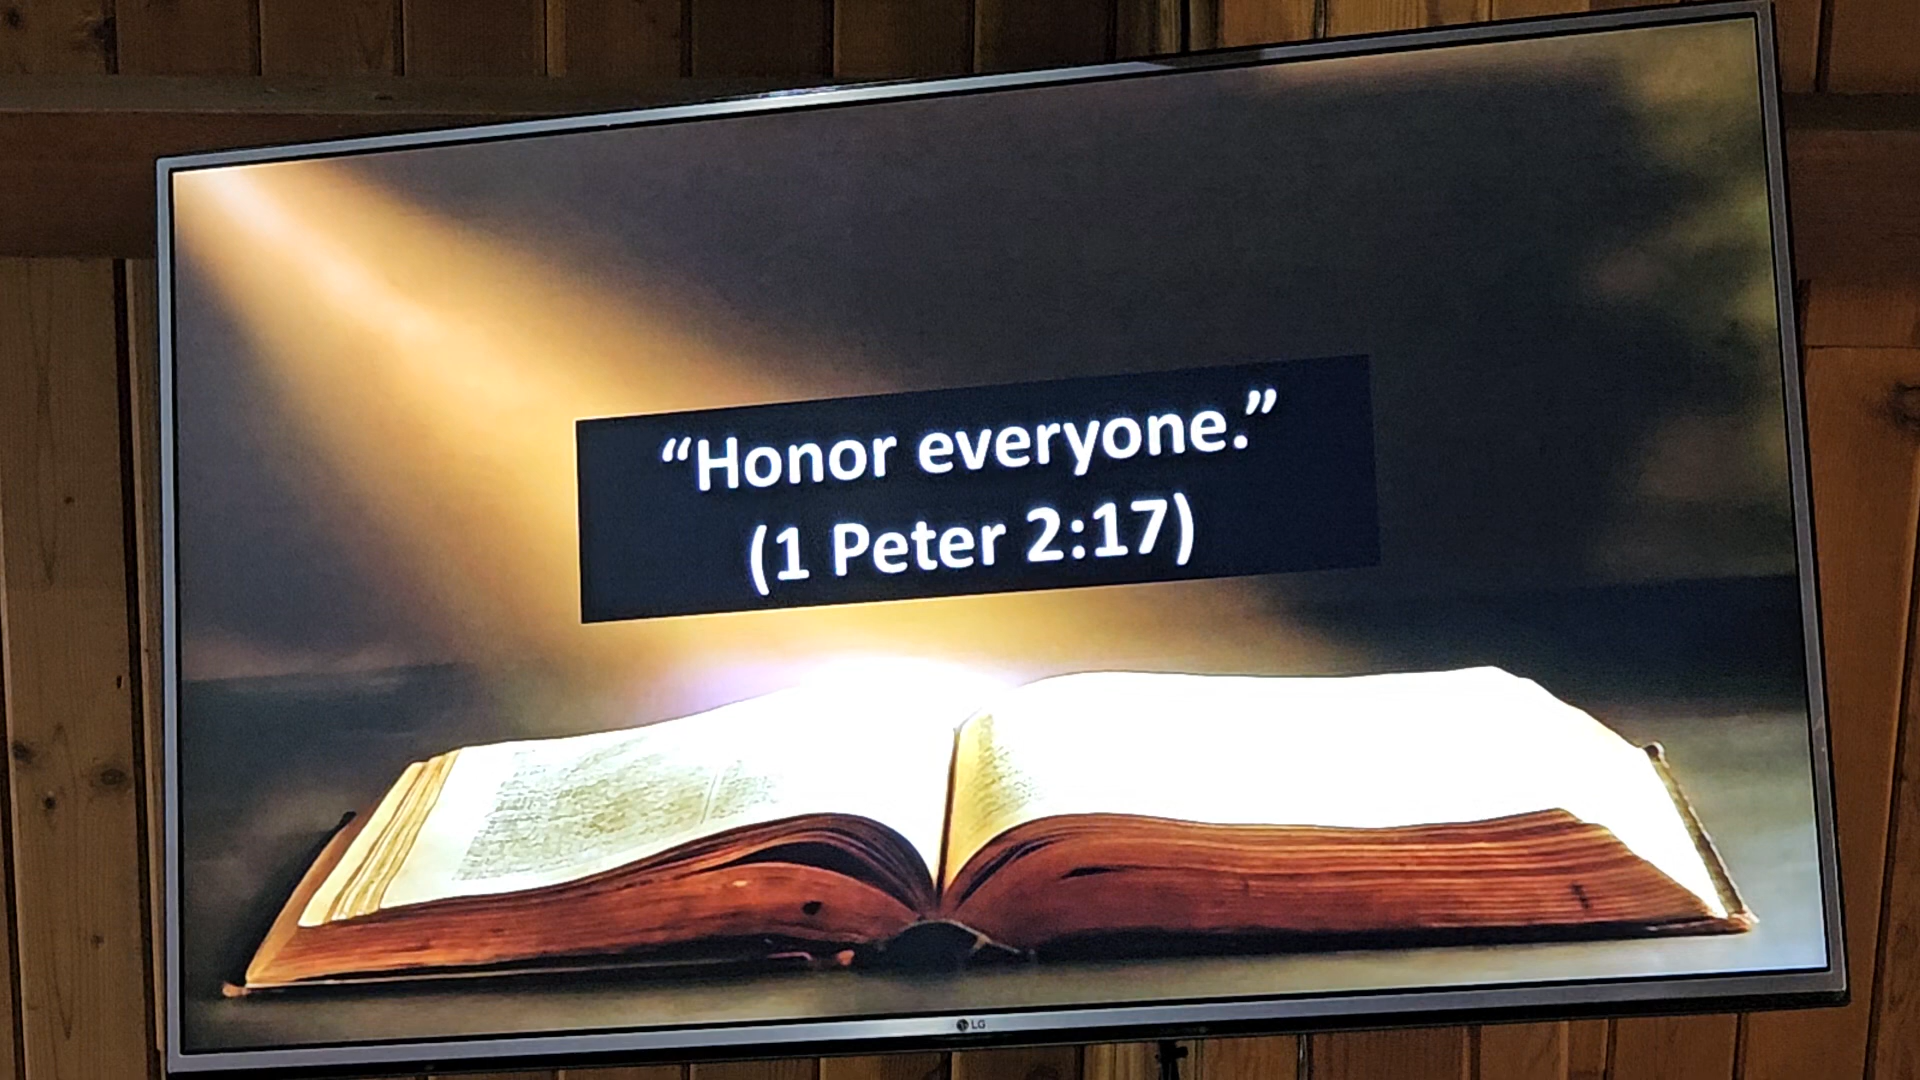 “Honor everyone.”
(1 Peter 2:17)
LG